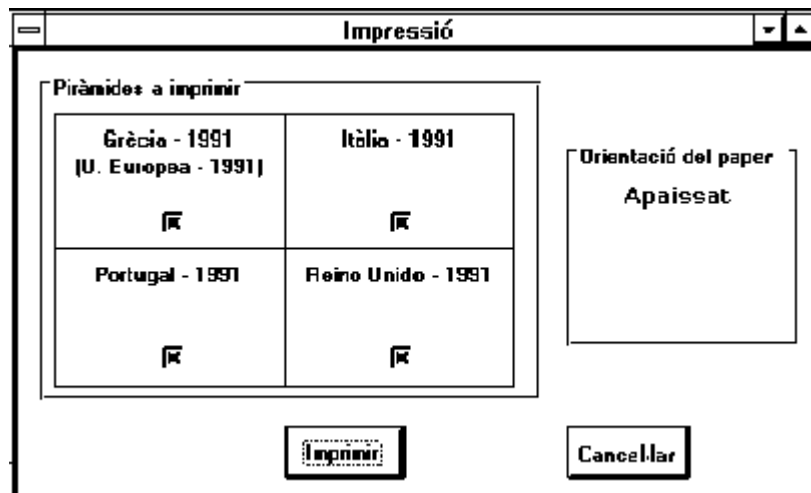 Impressió
Piràmides a imprimir
Grècia - 1991
(U. Europea - 1991)
Itàlia - 1991
Portugal - 1991
Reino Unido - 1991
Orientació del paper
Apaissat
Imprimir
Cancel·lar